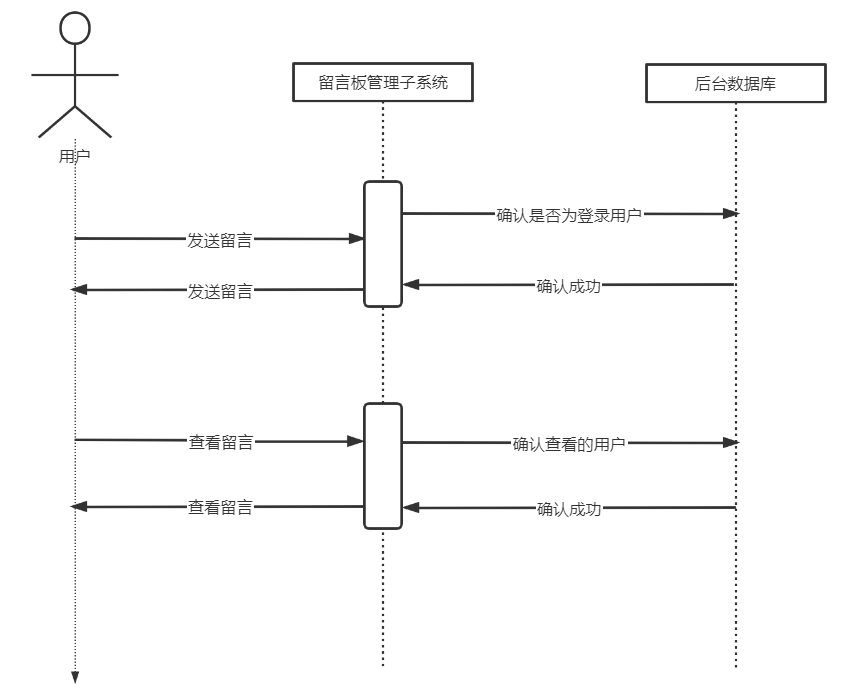 用户
留言板管理子系统
后台数据库
确认是否为登录用户
发送留言
确认成功
发送留言
查看留言
确认查看的用户
查看留言
确认成功